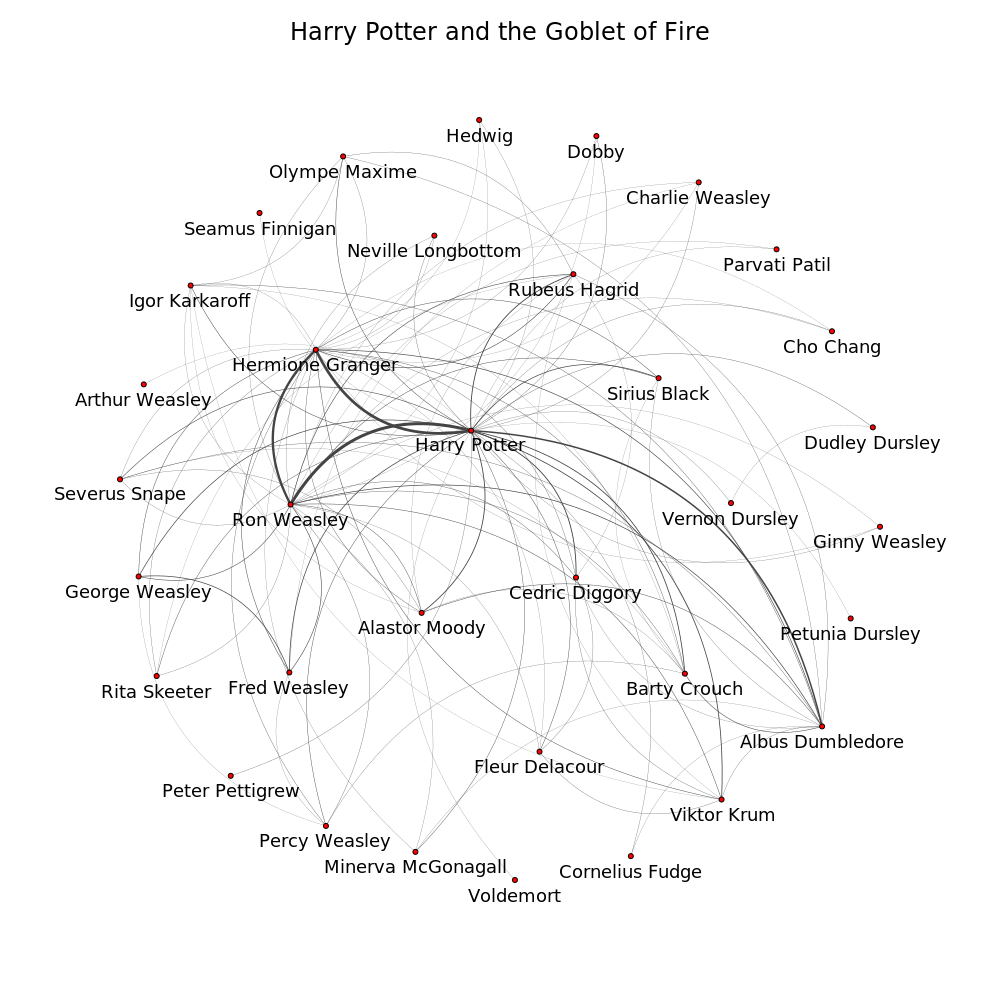 Harry Potter and the Goblet of Fire
Hedwig
Dobby
Olympe Maxime
Charlie Weasley
Seamus Finnigan
Neville Longbottom
Parvati Patil
Rubeus Hagrid
Igor Karkaroff
Cho Chang
Hermione Granger
Sirius Black
Arthur Weasley
Dudley Dursley
Harry Potter
Severus Snape
Ron Weasley
Vernon Dursley
Ginny Weasley
George Weasley
Cedric Diggory
Alastor Moody
Petunia Dursley
Rita Skeeter
Fred Weasley
Barty Crouch
Albus Dumbledore
Fleur Delacour
Peter Pettigrew
Viktor Krum
Percy Weasley
Minerva McGonagall
Cornelius Fudge
Voldemort